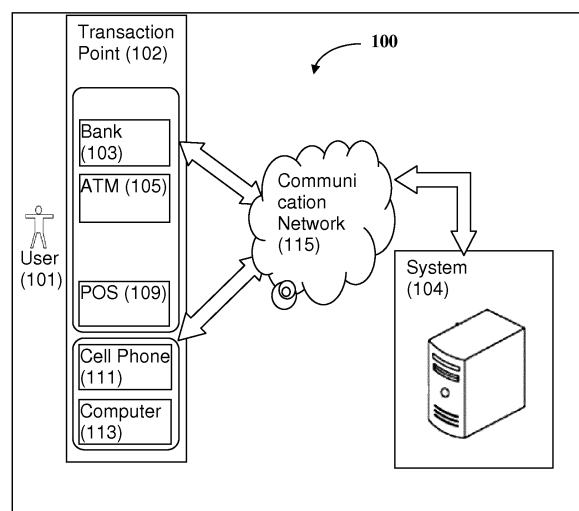 Transaction
Point (102)
100
Bank
(103)
ATM (105)
POS (109)
Cell Phone
(111)
Computer
(113)
User
(101)
Communi
cation
Network
(115)
System
(104)